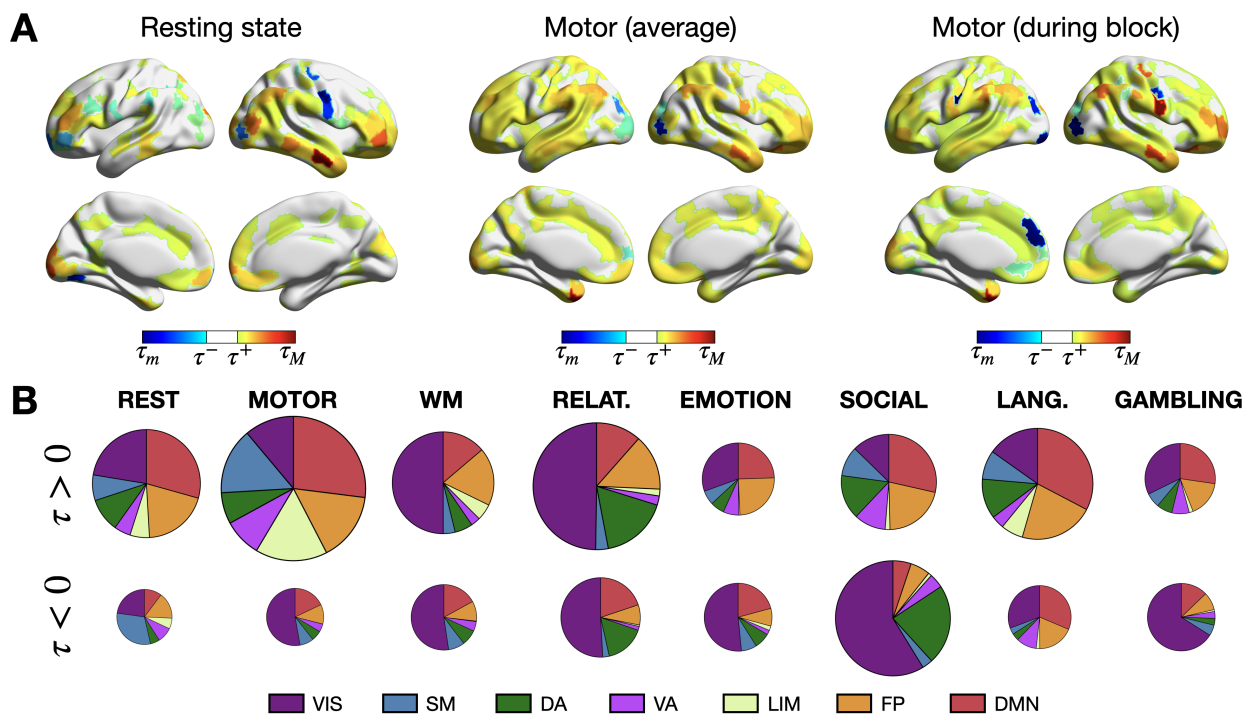 A
Resting state
Motor (average)
Motor (during block)
τm τ− τ+ τM
τm τ− τ+ τM
τm τ− τ+ τM
B
REST MOTOR WM RELAT. EMOTION SOCIAL LANG. GAMBLING
τ > 0
τ < 0
VIS SM DA VA LIM FP DMN